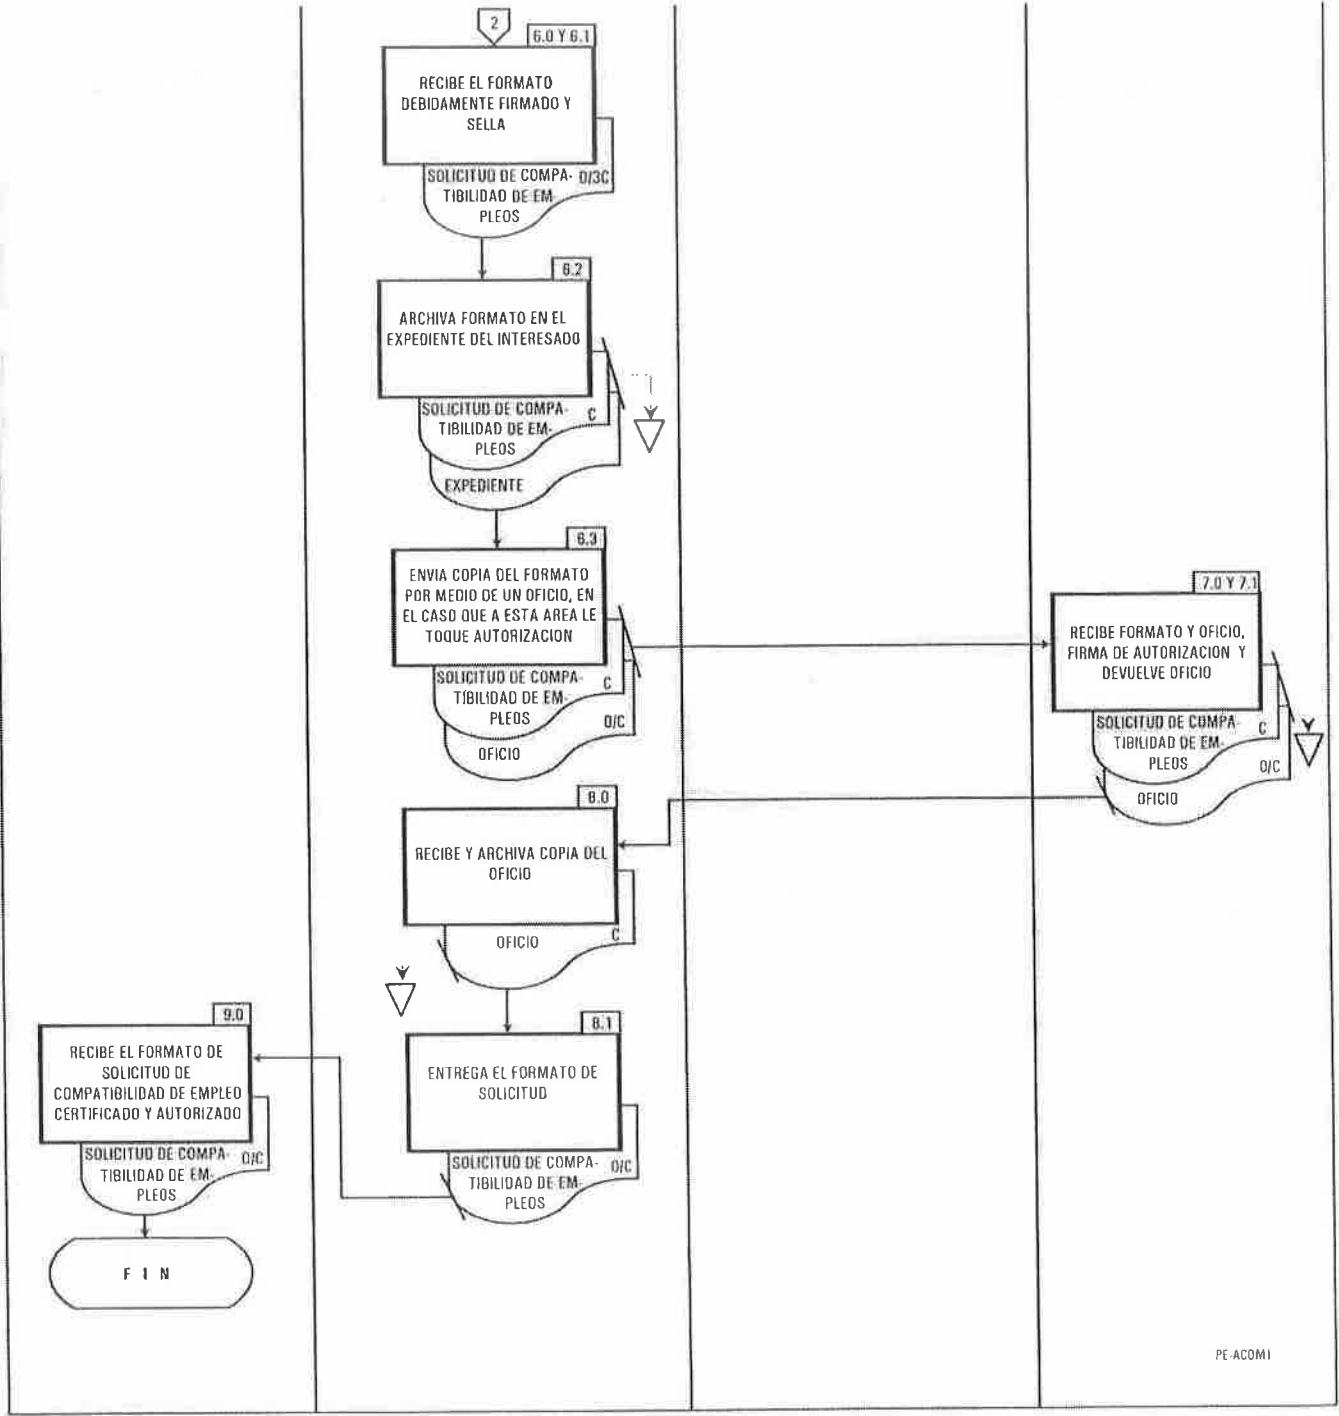 2
6.0 Y 6.1
RECIBE EL FORMATO
DEBIDAMENTE FIRMADO Y
SELLA
SOLICITUD DE COMPA- O/3C
TIBILIDAD DE EM-
PLEOS
6.2
ARCHIVA FORMATO EN EL
EXPEDIENTE DEL INTERESADO
SOLICITUD DE COMPA- C
TIBILIDAD DE EM-
PLEOS
EXPEDIENTE
6.3
ENVIA COPIA DEL FORMATO
POR MEDIO DE UN OFICIO, EN
EL CASO QUE A ESTA AREA LE
TOQUE AUTORIZACION
SOLICITUD DE COMPA- C
TIBILIDAD DE EM-
PLEOS O/C
OFICIO
7.0 Y 7.1
RECIBE FORMATO Y OFICIO,
FIRMA DE AUTORIZACION Y
DEVUELVE OFICIO
SOLICITUD DE COMPA- C
TIBILIDAD DE EM-
PLEOS O/C
OFICIO
8.0
RECIBE Y ARCHIVA COPIA DEL
OFICIO
OFICIO C
8.1
ENTREGA EL FORMATO DE
SOLICITUD
SOLICITUD DE COMPA- O/C
TIBILIDAD DE EM-
PLEOS
9.0
RECIBE EL FORMATO DE
SOLICITUD DE
COMPATIBILIDAD DE EMPLEO
CERTIFICADO Y AUTORIZADO
SOLICITUD DE COMPA- O/C
TIBILIDAD DE EM-
PLEOS
F I N
PE-ACOMI